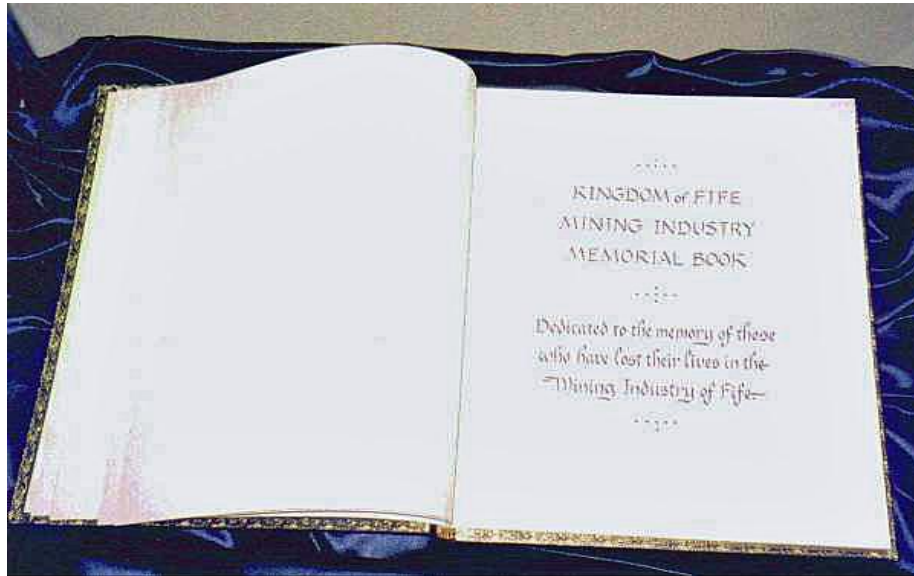 KINGDOM of FIFE
MINING INDUSTRY
MEMORIAL BOOK
Dedicated to the memory of those
who have lost their lives in the
Mining Industry of Fife